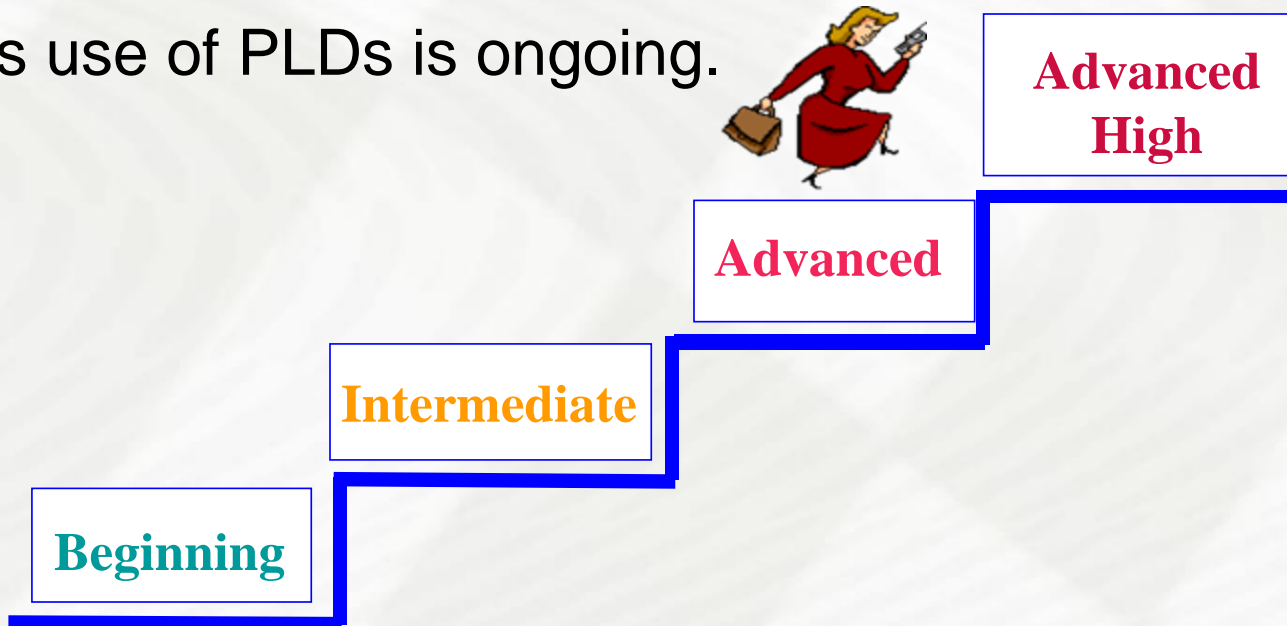 s use of PLDs is ongoing.
Advanced
High
Advanced
Intermediate
Beginning